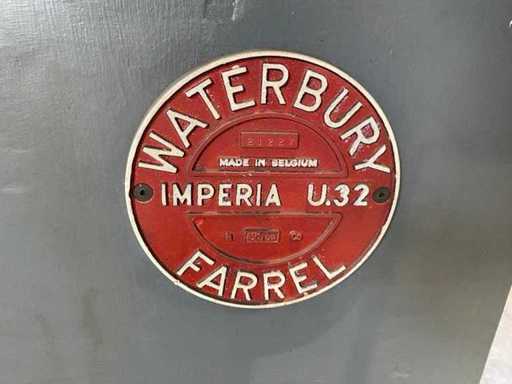 WATERBURY
MADE IN BELGIUM
IMPERIA U.32
FARREL